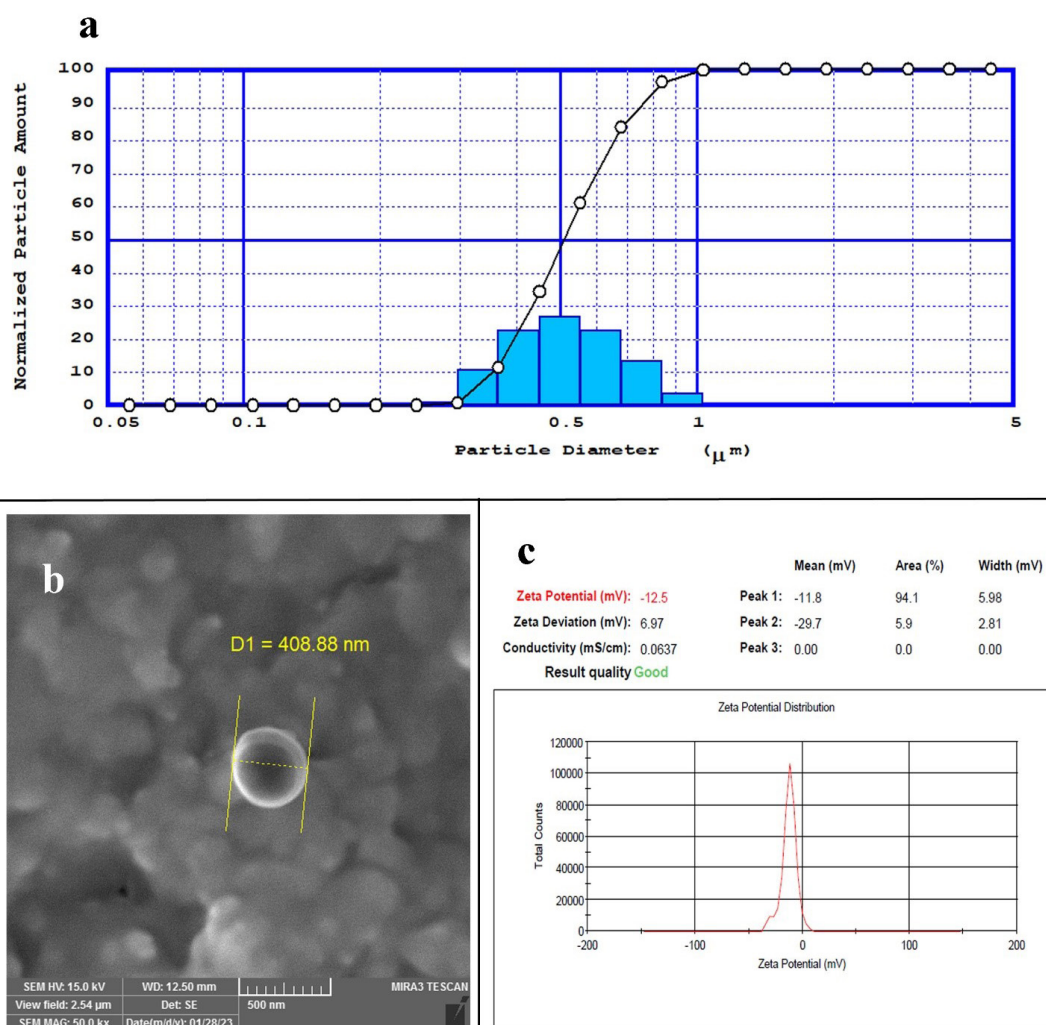 a
Normalized Particle Amount
100
90
80
70
60
50
40
30
20
10
0
0.05 0.1 0.5 1 5
Particle Diameter (μm)
b
D1 = 408.88 nm
SEM HV: 15.0 kV WD: 12.50 mm MIRA3 TESCAN
View field: 2.54 μm Det: SE 500 nm
SEM MAG: 50.0 kx Date(m/d/y): 01/28/23
c
Mean (mV) Area (%) Width (mV)
Zeta Potential (mV): -12.5 Peak 1: -11.8 94.1 5.98
Zeta Deviation (mV): 6.97 Peak 2: -29.7 5.9 2.81
Conductivity (mS/cm): 0.0637 Peak 3: 0.00 0.0 0.00
Result quality Good
Zeta Potential Distribution
Total Counts
120000
100000
80000
60000
40000
20000
0
-200 -100 0 100 200
Zeta Potential (mV)